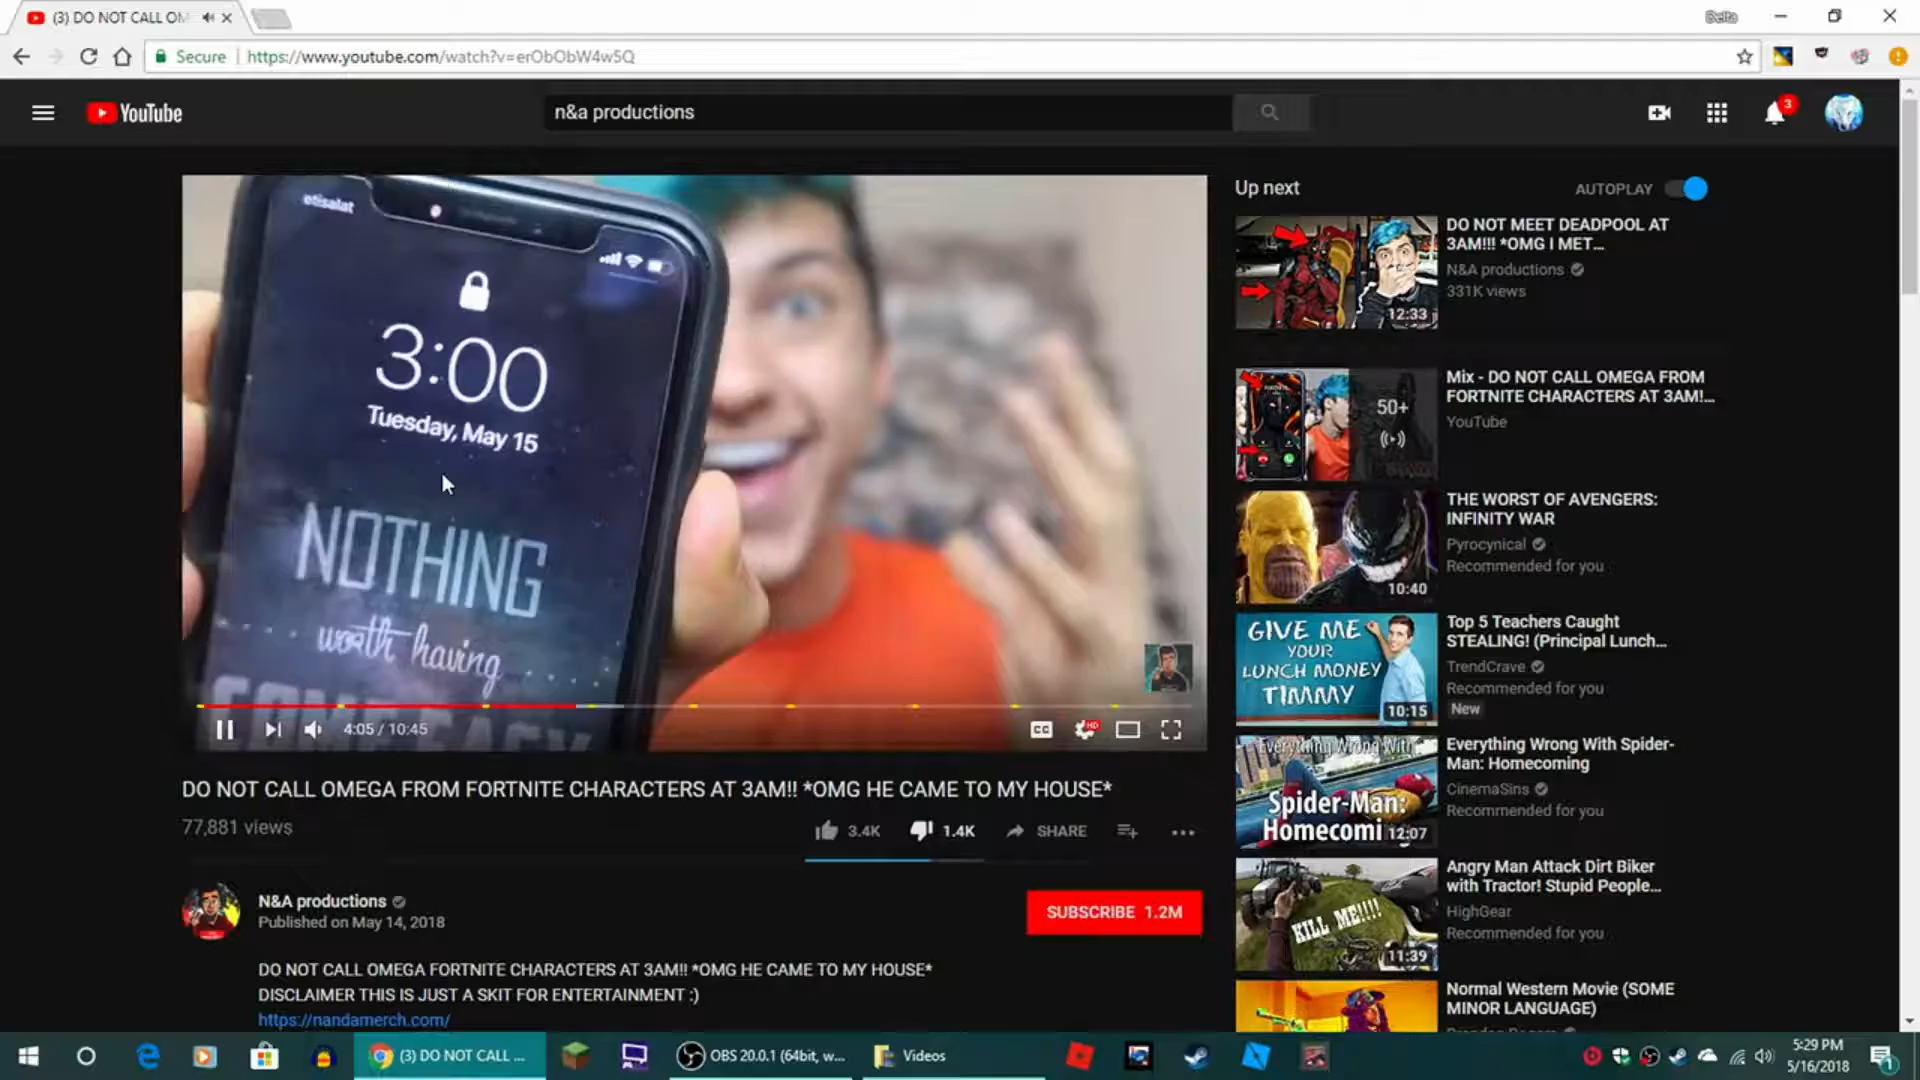 (3) DO NOT CALL OM
Delta
Secure
https://www.youtube.com/watch?v=erObObW4w5Q
YouTube
n&a productions
3
etisalat
3:00
Tuesday, May 15
NOTHING
worth having
4:05 / 10:45
CC
HD
DO NOT CALL OMEGA FROM FORTNITE CHARACTERS AT 3AM!! *OMG HE CAME TO MY HOUSE*
77,881 views
3.4K
1.4K
SHARE
N&A productions
Published on May 14, 2018
SUBSCRIBE 1.2M
DO NOT CALL OMEGA FORTNITE CHARACTERS AT 3AM!! *OMG HE CAME TO MY HOUSE*
DISCLAIMER THIS IS JUST A SKIT FOR ENTERTAINMENT :)
https://nandamerch.com/
Up next
AUTOPLAY
12:33
DO NOT MEET DEADPOOL AT
3AM!!! *OMG I MET...
N&A productions
331K views
50+
Mix - DO NOT CALL OMEGA FROM
FORTNITE CHARACTERS AT 3AM!...
YouTube
10:40
THE WORST OF AVENGERS:
INFINITY WAR
Pyrocynical
Recommended for you
GIVE ME
YOUR
LUNCH MONEY
TIMMY
10:15
Top 5 Teachers Caught
STEALING! (Principal Lunch...
TrendCrave
Recommended for you
New
Everything Wrong With
Spider-Man:
Homecomi
12:07
Everything Wrong With Spider-
Man: Homecoming
CinemaSins
Recommended for you
KILL ME!!!!
11:39
Angry Man Attack Dirt Biker
with Tractor! Stupid People...
HighGear
Recommended for you
Normal Western Movie (SOME
MINOR LANGUAGE)
(3) DO NOT CALL ...
OBS 20.0.1 (64bit, w...
Videos
5:29 PM
5/16/2018
1